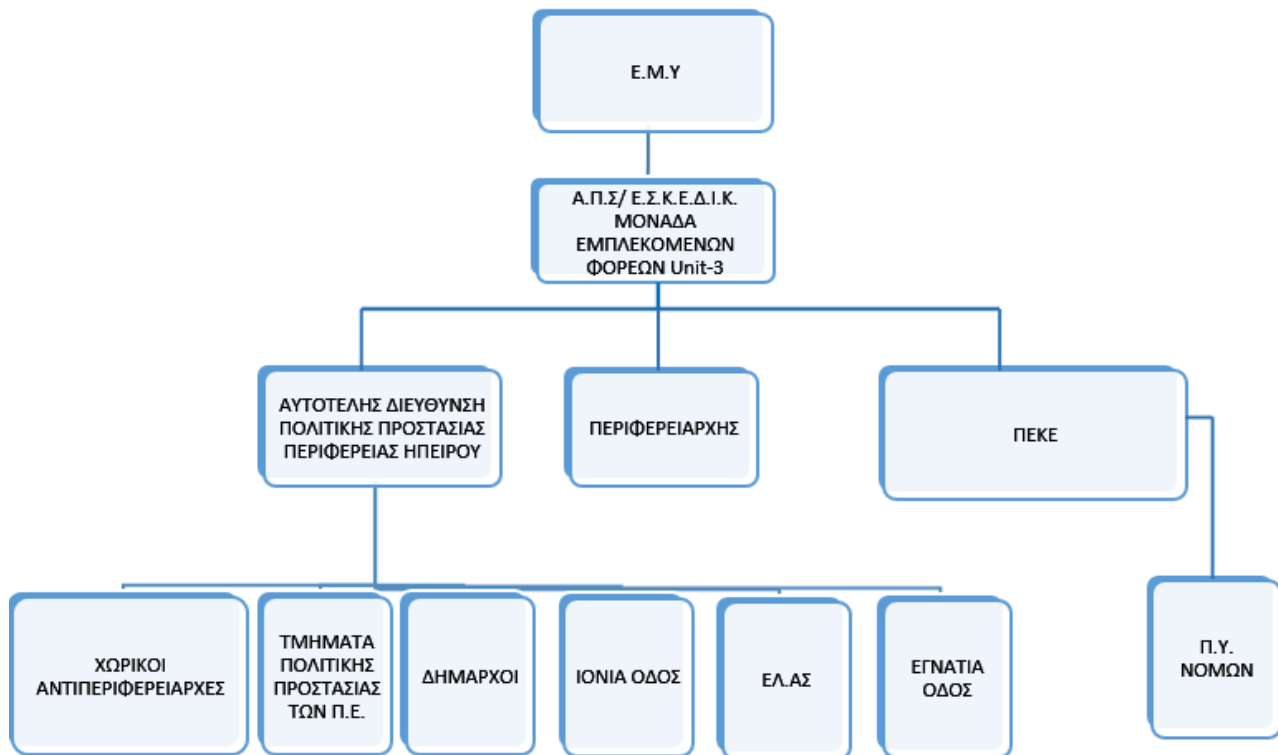 Ε.Μ.Υ
Α.Π.Σ/ Ε.Σ.Κ.Ε.Δ.Ι.Κ.
ΜΟΝΑΔΑ
ΕΜΠΛΕΚΟΜΕΝΩΝ
ΦΟΡΕΩΝ Unit-3
ΑΥΤΟΤΕΛΗΣ ΔΙΕΥΘΥΝΣΗ
ΠΟΛΙΤΙΚΗΣ ΠΡΟΣΤΑΣΙΑΣ
ΠΕΡΙΦΕΡΕΙΑΣ ΗΠΕΙΡΟΥ
ΠΕΡΙΦΕΡΕΙΑΡΧΗΣ
ΠΕΚΕ
ΧΩΡΙΚΟΙ
ΑΝΤΙΠΕΡΙΦΕΡΕΙΑΡΧΕΣ
ΤΜΗΜΑΤΑ
ΠΟΛΙΤΙΚΗΣ
ΠΡΟΣΤΑΣΙΑΣ
ΤΩΝ Π.Ε.
ΔΗΜΑΡΧΟΙ
ΙΟΝΙΑ ΟΔΟΣ
ΕΛ.ΑΣ
ΕΓΝΑΤΙΑ
ΟΔΟΣ
Π.Υ.
ΝΟΜΩΝ